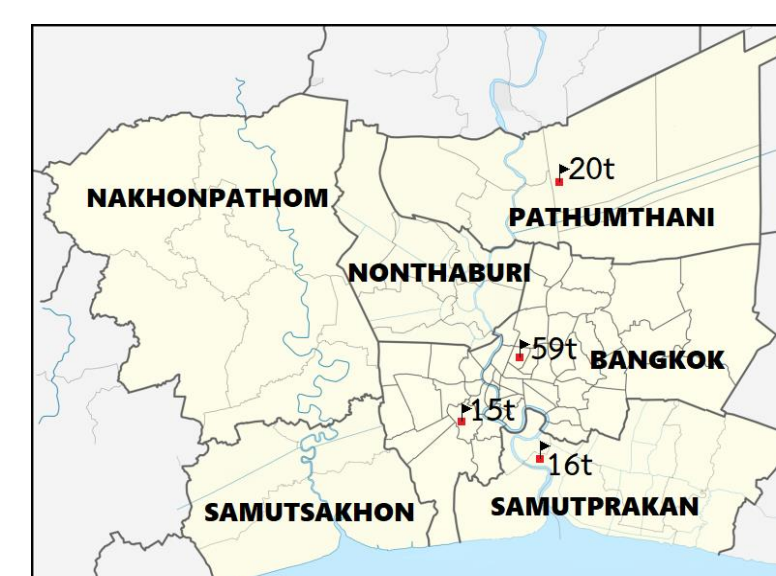 20t
NAKHONPATHOM
PATHUMTHANI
NONTHABURI
59t
BANGKOK
15t
16t
SAMUTPRAKAN
SAMUTSAKHON